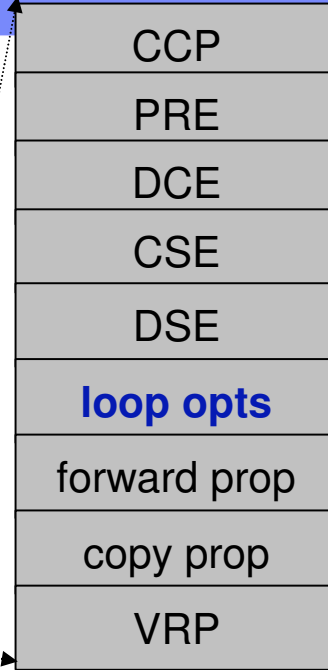 CCP
PRE
DCE
CSE
DSE
loop opts
forward prop
copy prop
VRP